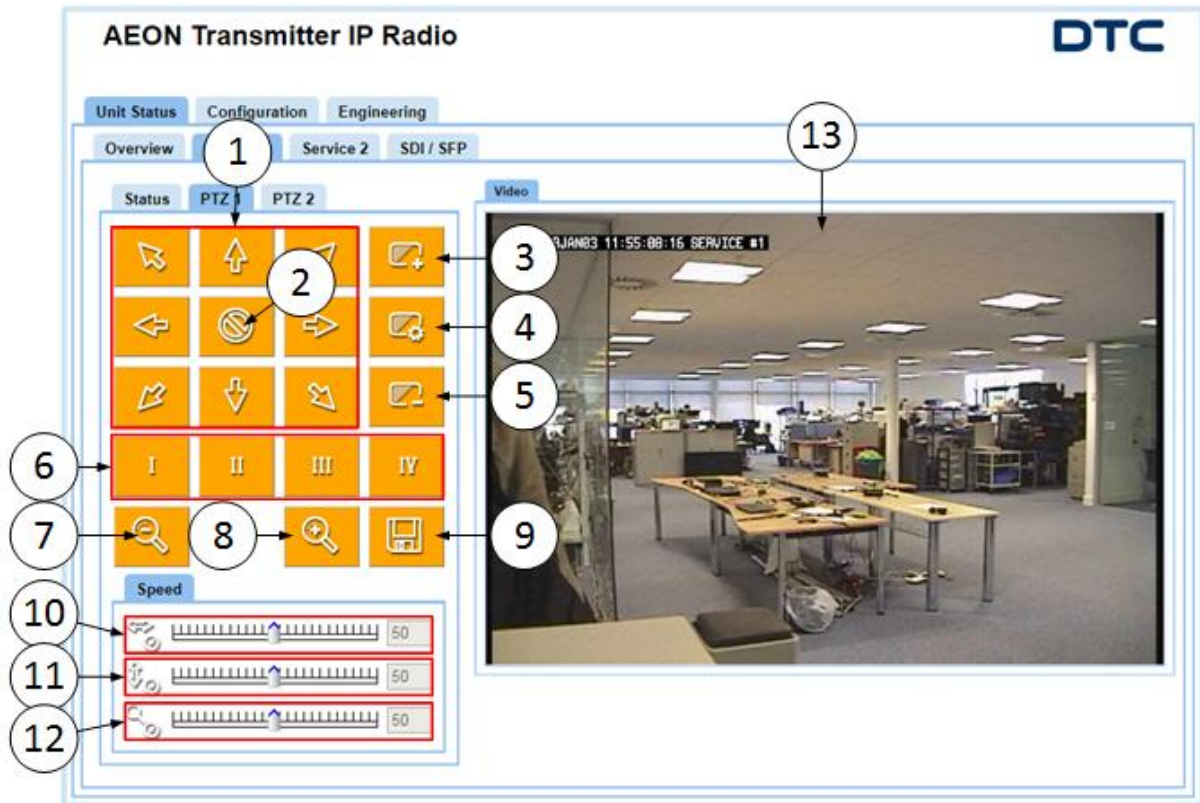 AEON Transmitter IP Radio
DTC
Unit Status Configuration Engineering
13
Overview 1 Service 2 SDI / SFP
Status PTZ 1 PTZ 2
Video
11:55:08:16 SERVICE #1
2
3
4
5
6
I II III IV
7
8
9
Speed
10
50
11
50
12
50